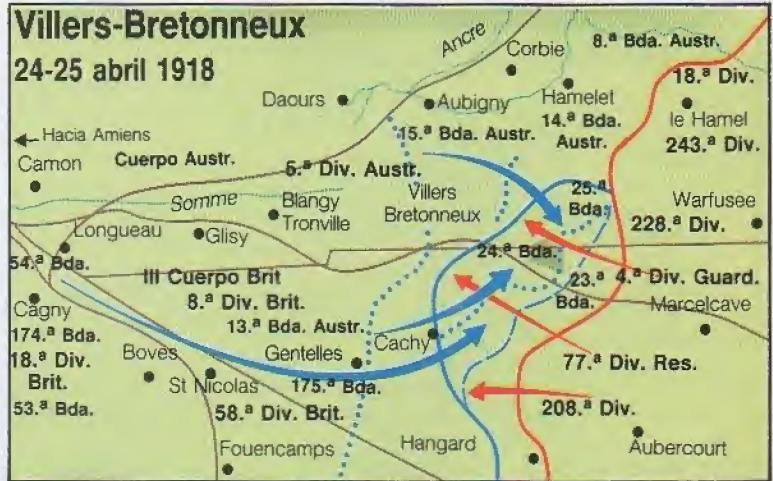 Villers-Bretonneux
24-25 abril 1918
Ancre
Corbie
8.ª Bda. Austr.
18.ª Div.
Daours
Aubigny
Hamelet
le Hamel
15.ª Bda. Austr.
14.ª Bda.
Austr.
243.ª Div.
Hacia Amiens
Camon
Cuerpo Austr.
5.ª Div. Austr.
Somme
Blangy
Tronville
Villers
Bretonneux
25.ª
Bda.
Warfusee
228.ª Div.
Longueau
Glisy
54.ª Bda.
24.ª Bda.
III Cuerpo Brit
8.ª Div. Brit.
23.ª
Bda.
4.ª Div. Guard.
Cagny
13.ª Bda. Austr.
Marcelcave
174.ª Bda.
18.ª Div.
Brit.
53.ª Bda.
Boves
Gentelles
Cachy
St Nicolas
175.ª Bda.
77.ª Div. Res.
58.ª Div. Brit.
208.ª Div.
Fouencamps
Hangard
Aubercourt